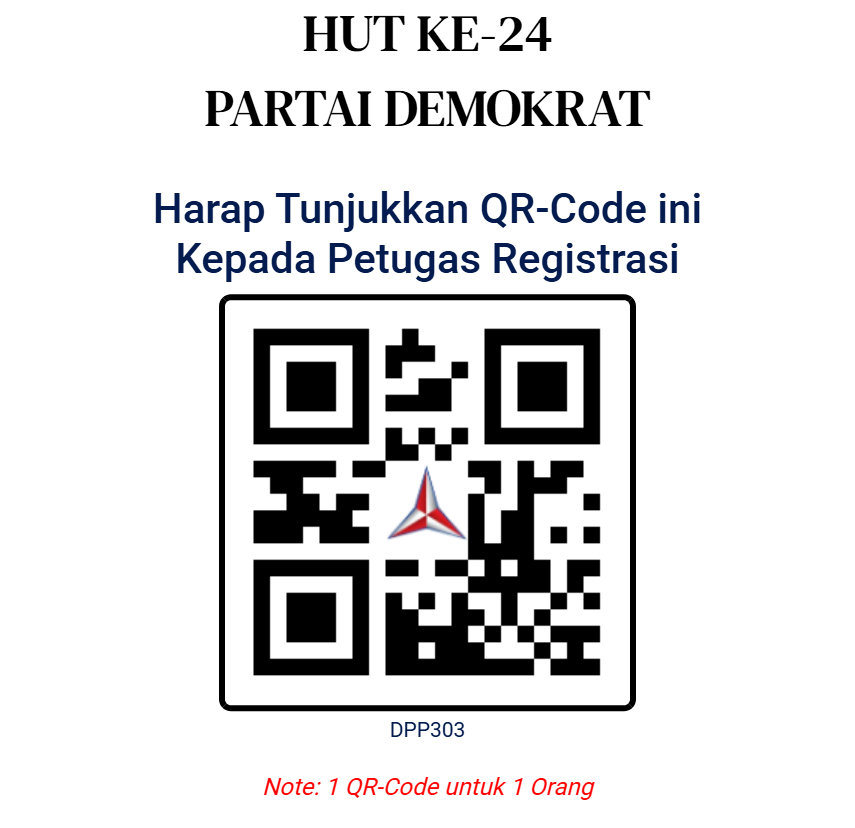 HUT KE-24
PARTAI DEMOKRAT
Harap Tunjukkan QR-Code ini
Kepada Petugas Registrasi
DPP303
Note: 1 QR-Code untuk 1 Orang